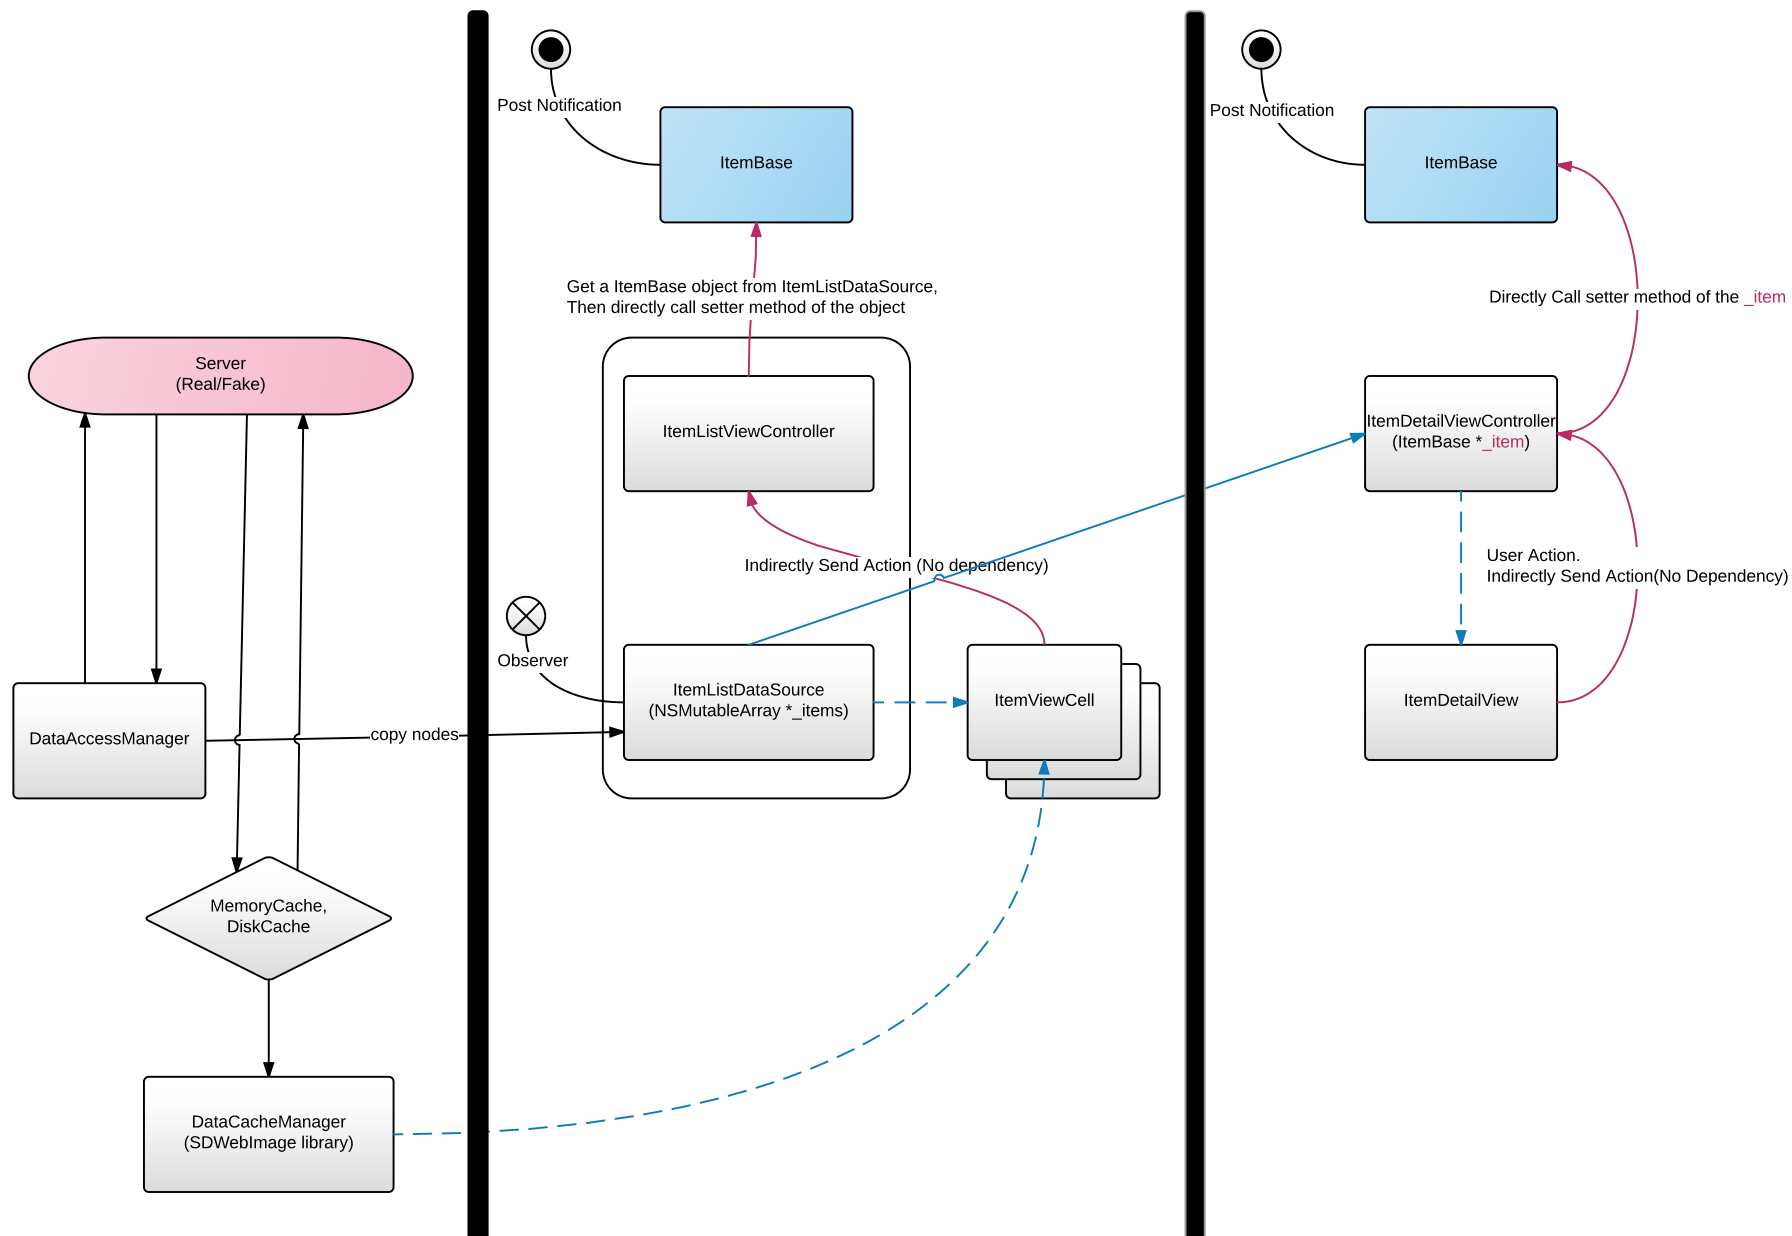 Server
(Real/Fake)
DataAccessManager
copy nodes
MemoryCache,
DiskCache
DataCacheManager
(SDWebImage library)
Post Notification
ItemBase
Get a ItemBase object from ItemListDataSource,
Then directly call setter method of the object
ItemListViewController
Indirectly Send Action (No dependency)
Observer
ItemListDataSource
(NSMutableArray *_items)
ItemViewCell
Post Notification
ItemBase
Directly Call setter method of the _item
ItemDetailViewController
(ItemBase *_item)
User Action.
Indirectly Send Action(No Dependency)
ItemDetailView